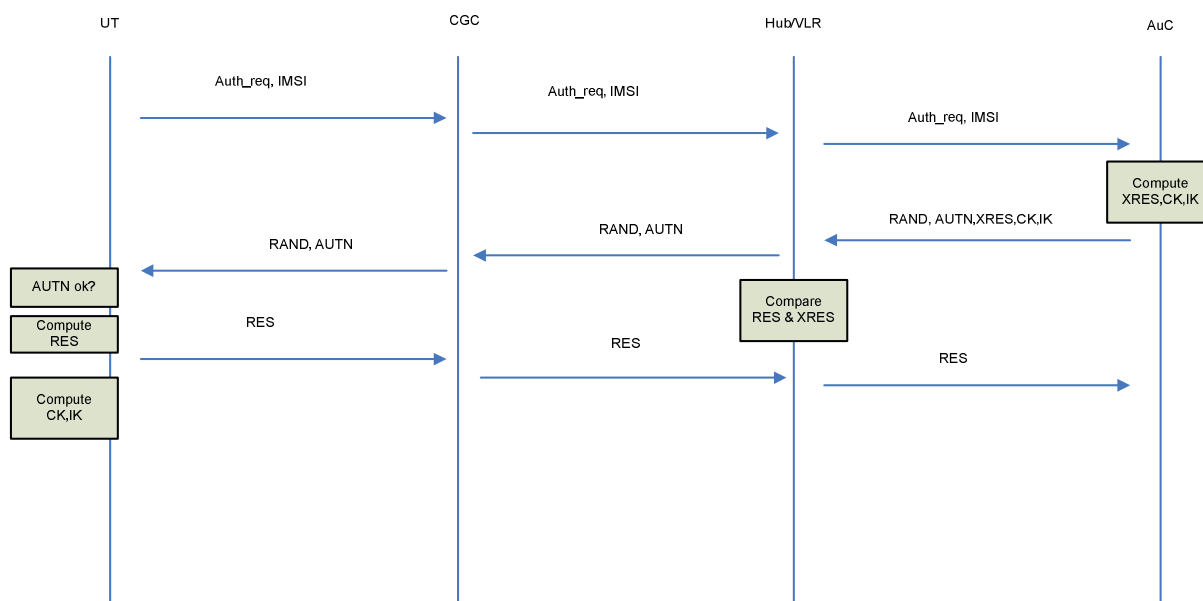 UT
CGC
Hub/VLR
AuC
Auth_req, IMSI
Auth_req, IMSI
Auth_req, IMSI
Compute
XRES,CK,IK
RAND, AUTN,XRES,CK,IK
RAND, AUTN
RAND, AUTN
AUTN ok?
Compare
RES & XRES
Compute
RES
RES
RES
RES
Compute
CK,IK